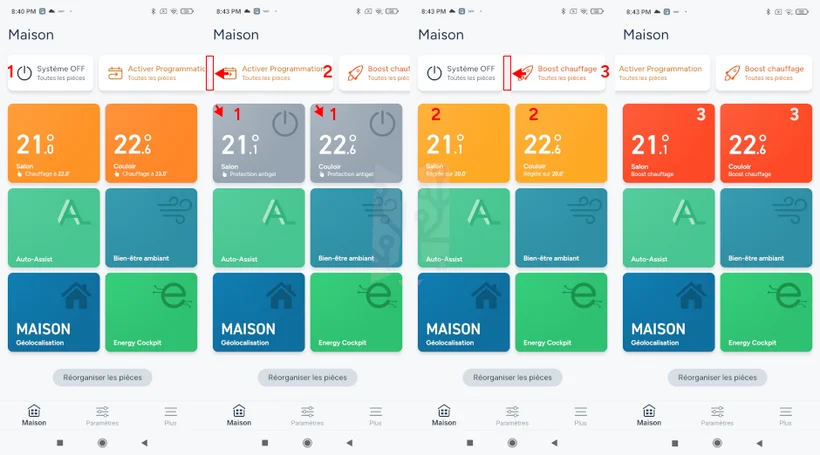 8:40 PM
Maison
1
Système OFF
Toutes les pièces
Activer Programmation
Toutes les pièces
21.0°
Salon
Chauffage à 22.0°
22.6°
Couloir
Chauffage à 23.0°
Auto-Assist
Bien-être ambiant
MAISON
Géolocalisation
Energy Cockpit
Réorganiser les pièces
Maison
Paramètres
Plus
8:43 PM
Maison
Activer Programmation
Toutes les pièces
2
Boost chauff
Toutes les pièces
1
21.1°
Salon
Protection antigel
1
22.6°
Couloir
Protection antigel
Auto-Assist
Bien-être ambiant
MAISON
Géolocalisation
Energy Cockpit
Réorganiser les pièces
Maison
Paramètres
Plus
8:43 PM
Maison
Système OFF
Toutes les pièces
Boost chauffage
Toutes les pièces
3
2
21.1°
Salon
Réglée sur 20.0°
2
22.6°
Couloir
Réglée sur 20.0°
Auto-Assist
Bien-être ambiant
MAISON
Géolocalisation
Energy Cockpit
Réorganiser les pièces
Maison
Paramètres
Plus
8:43 PM
Maison
Activer Programmation
Toutes les pièces
Boost chauffage
Toutes les pièces
3
21.1°
Salon
Boost chauffage
3
22.6°
Couloir
Boost chauffage
Auto-Assist
Bien-être ambiant
MAISON
Géolocalisation
Energy Cockpit
Réorganiser les pièces
Maison
Paramètres
Plus